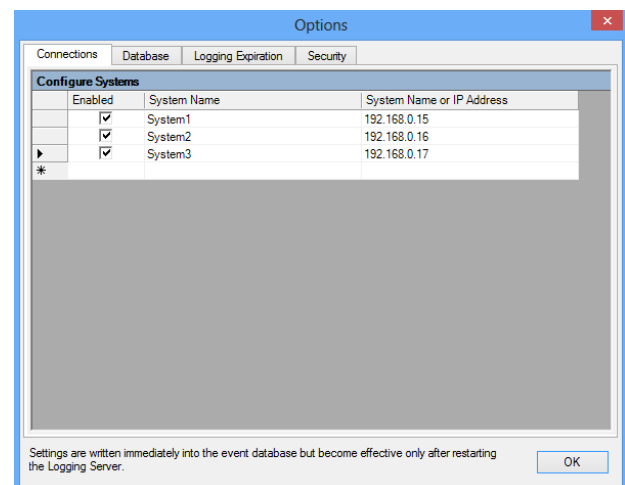 Options
Connections Database Logging Expiration Security
Configure Systems
Enabled System Name System Name or IP Address
System1 192.168.0.15
System2 192.168.0.16
System3 192.168.0.17
Settings are written immediately into the event database but become effective only after restarting
the Logging Server.
OK